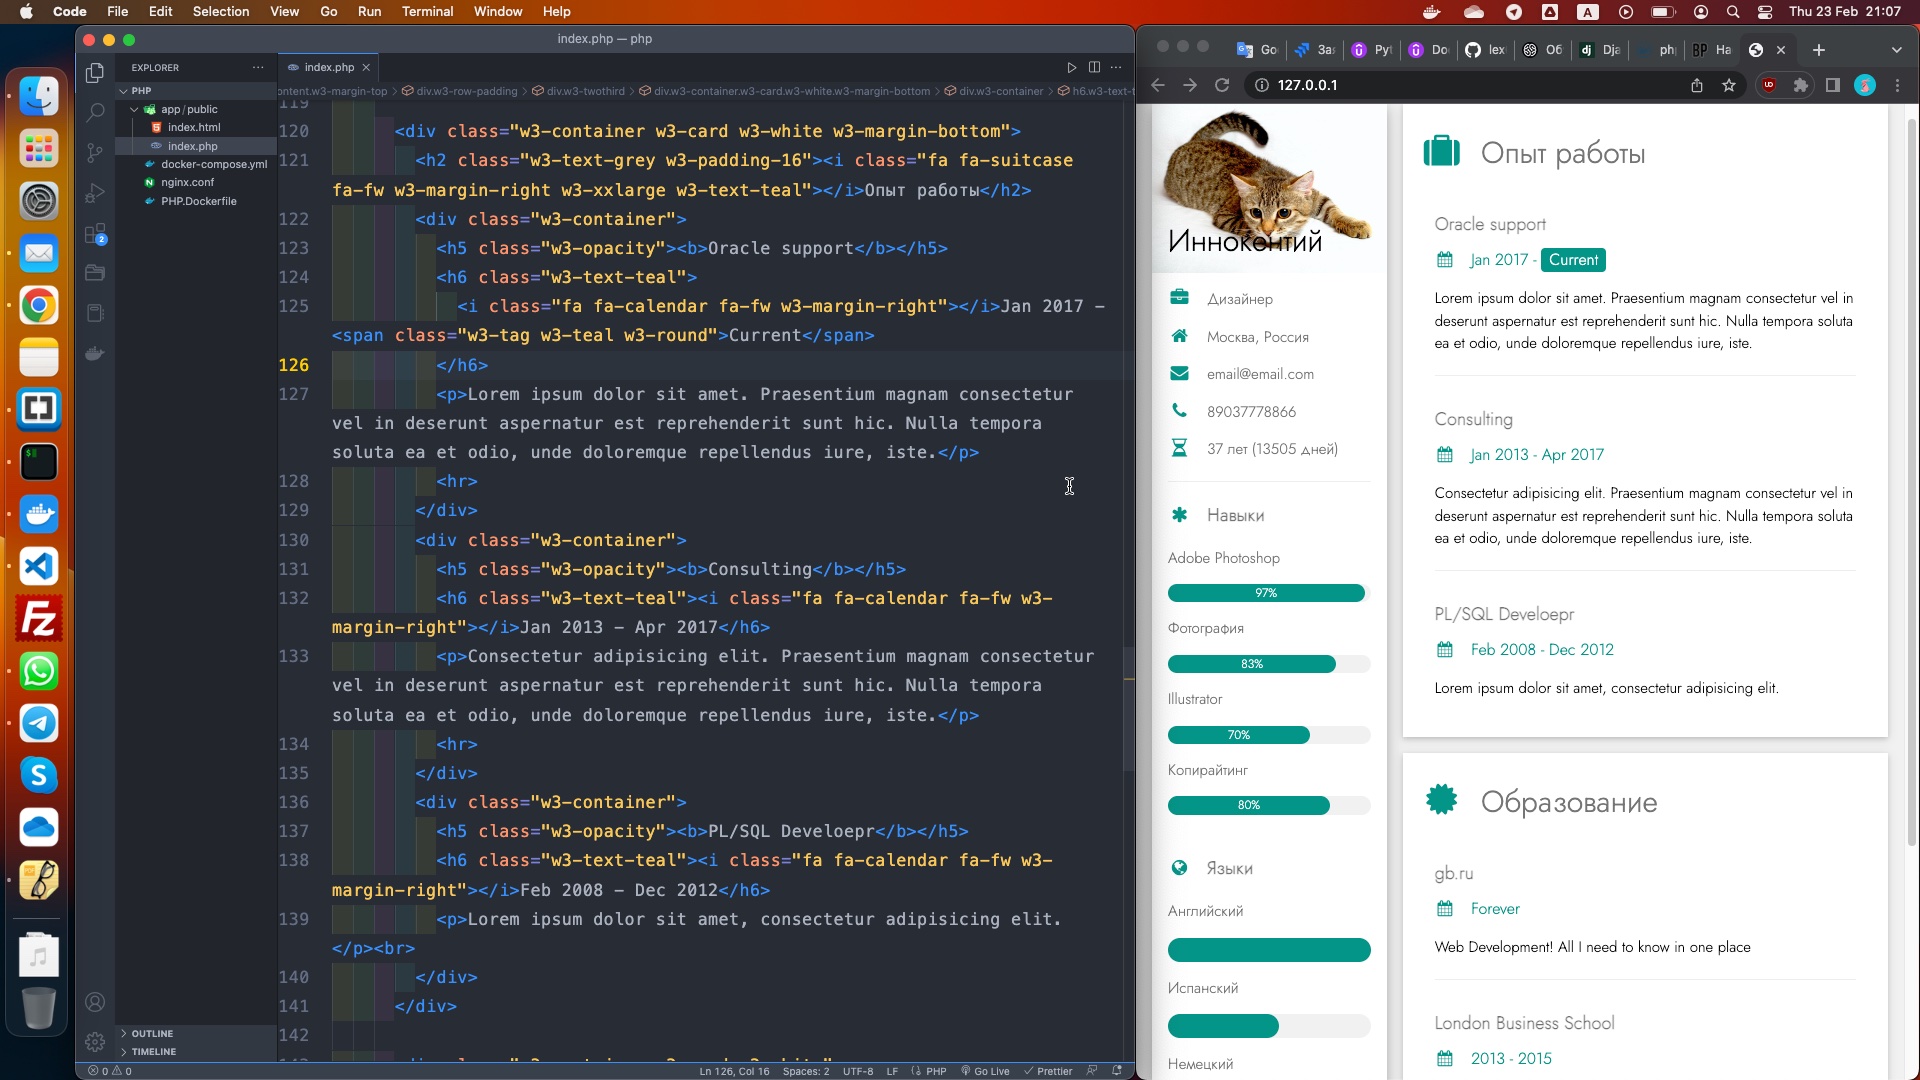 Code File Edit Selection View Go Run Terminal Window Help
A
Thu 23 Feb 21:07
index.php — php
EXPLORER
PHP
app/public
index.html
index.php
docker-compose.yml
nginx.conf
PHP.Dockerfile
OUTLINE
TIMELINE
2
index.php
ontent.w3-margin-top > div.w3-row-padding > div.w3-twothird > div.w3-container.w3-card.w3-white.w3-margin-bottom > div.w3-container > h6.w3-text-t
119
120 <div class="w3-container w3-card w3-white w3-margin-bottom">
121 <h2 class="w3-text-grey w3-padding-16"><i class="fa fa-suitcase
fa-fw w3-margin-right w3-xxlarge w3-text-teal"></i>Опыт работы</h2>
122 <div class="w3-container">
123 <h5 class="w3-opacity"><b>Oracle support</b></h5>
124 <h6 class="w3-text-teal">
125 <i class="fa fa-calendar fa-fw w3-margin-right"></i>Jan 2017 -
<span class="w3-tag w3-teal w3-round">Current</span>
126 </h6>
127 <p>Lorem ipsum dolor sit amet. Praesentium magnam consectetur
vel in deserunt aspernatur est reprehenderit sunt hic. Nulla tempora
soluta ea et odio, unde doloremque repellendus iure, iste.</p>
128 <hr>
129 </div>
130 <div class="w3-container">
131 <h5 class="w3-opacity"><b>Consulting</b></h5>
132 <h6 class="w3-text-teal"><i class="fa fa-calendar fa-fw w3-
margin-right"></i>Jan 2013 - Apr 2017</h6>
133 <p>Consectetur adipisicing elit. Praesentium magnam consectetur
vel in deserunt aspernatur est reprehenderit sunt hic. Nulla tempora
soluta ea et odio, unde doloremque repellendus iure, iste.</p>
134 <hr>
135 </div>
136 <div class="w3-container">
137 <h5 class="w3-opacity"><b>PL/SQL Develoepr</b></h5>
138 <h6 class="w3-text-teal"><i class="fa fa-calendar fa-fw w3-
margin-right"></i>Feb 2008 - Dec 2012</h6>
139 <p>Lorem ipsum dolor sit amet, consectetur adipisicing elit.
</p><br>
140 </div>
141 </div>
142
0 0
Ln 126, Col 16 Spaces: 2 UTF-8 LF PHP Go Live Prettier
Go За Pyt Do lex Об Dja ph На
127.0.0.1
Иннокентий
Дизайнер
Москва, Россия
email@email.com
89037778866
37 лет (13505 дней)
Навыки
Adobe Photoshop
97%
Фотография
83%
Illustrator
70%
Копирайтинг
80%
Языки
Английский
Испанский
Немецкий
Опыт работы
Oracle support
Jan 2017 - Current
Lorem ipsum dolor sit amet. Praesentium magnam consectetur vel in
deserunt aspernatur est reprehenderit sunt hic. Nulla tempora soluta
ea et odio, unde doloremque repellendus iure, iste.
Consulting
Jan 2013 - Apr 2017
Consectetur adipisicing elit. Praesentium magnam consectetur vel in
deserunt aspernatur est reprehenderit sunt hic. Nulla tempora soluta
ea et odio, unde doloremque repellendus iure, iste.
PL/SQL Develoepr
Feb 2008 - Dec 2012
Lorem ipsum dolor sit amet, consectetur adipisicing elit.
Образование
gb.ru
Forever
Web Development! All I need to know in one place
London Business School
2013 - 2015